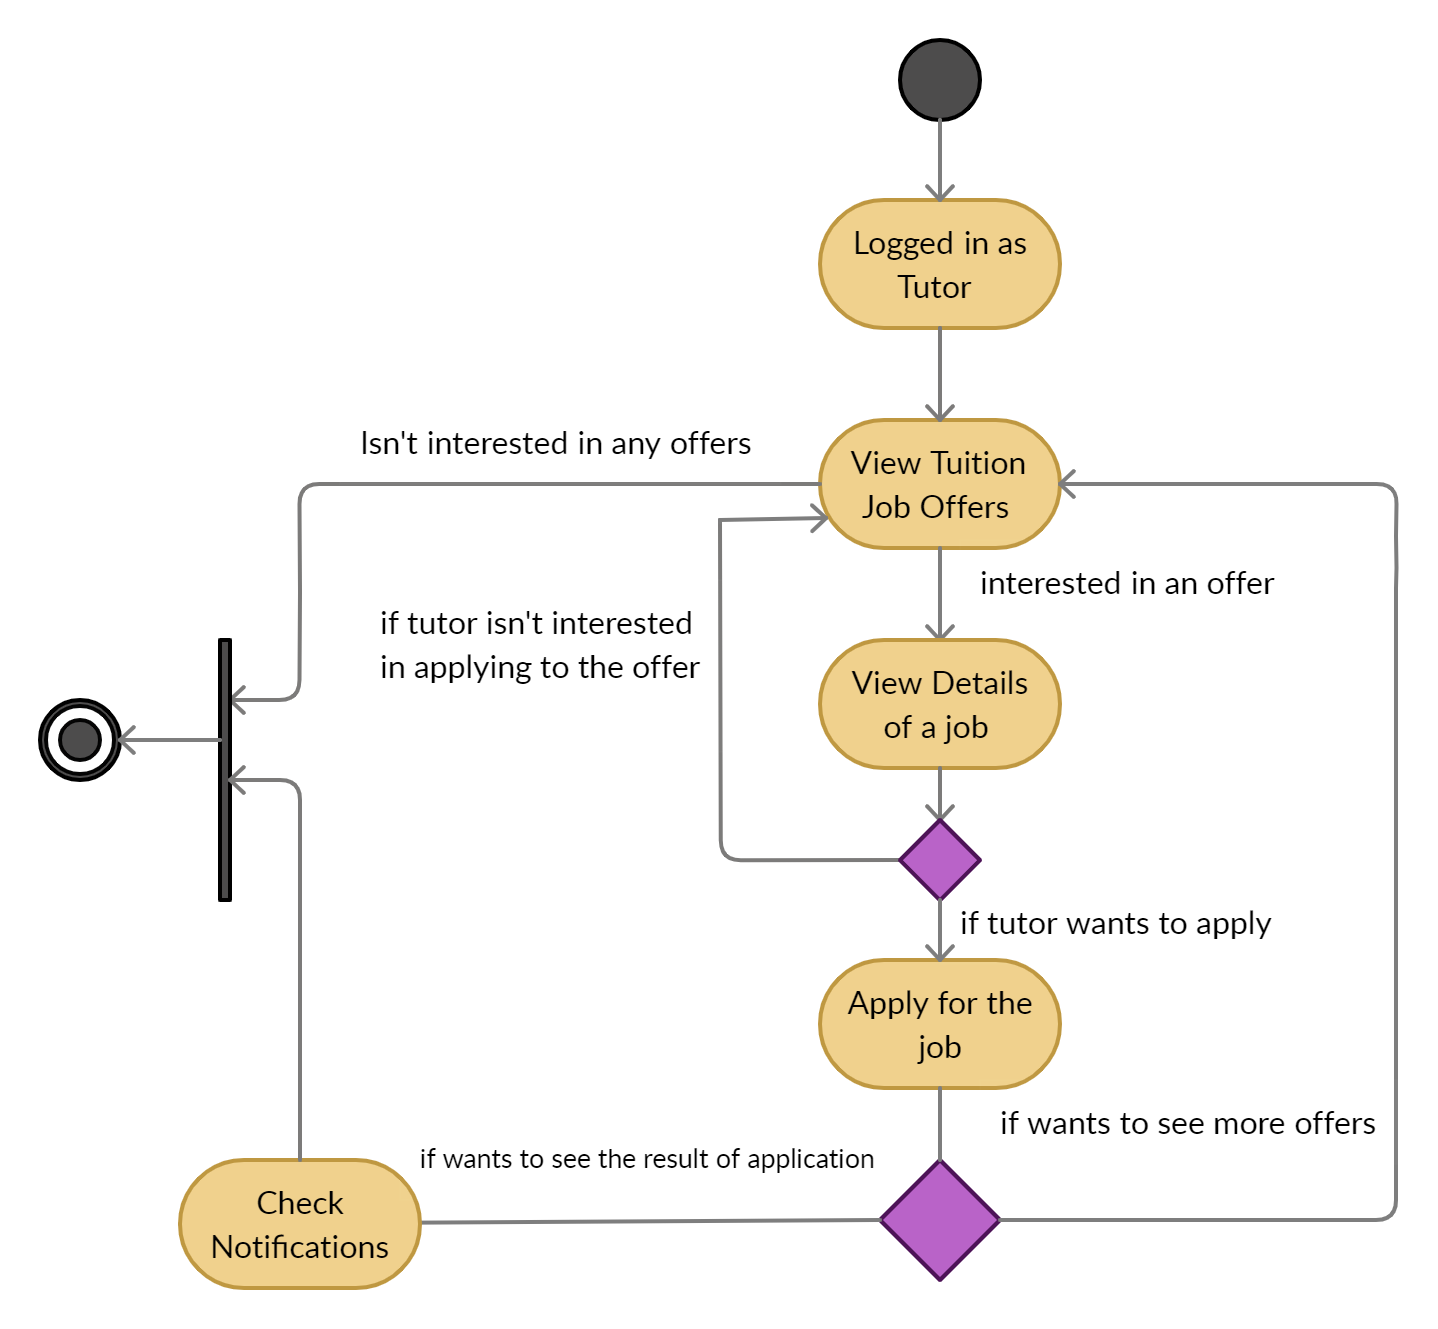 Logged in as
Tutor
Isn't interested in any offers
View Tuition
Job Offers
interested in an offer
if tutor isn't interested
in applying to the offer
View Details
of a job
if tutor wants to apply
Apply for the
job
if wants to see more offers
if wants to see the result of application
Check
Notifications